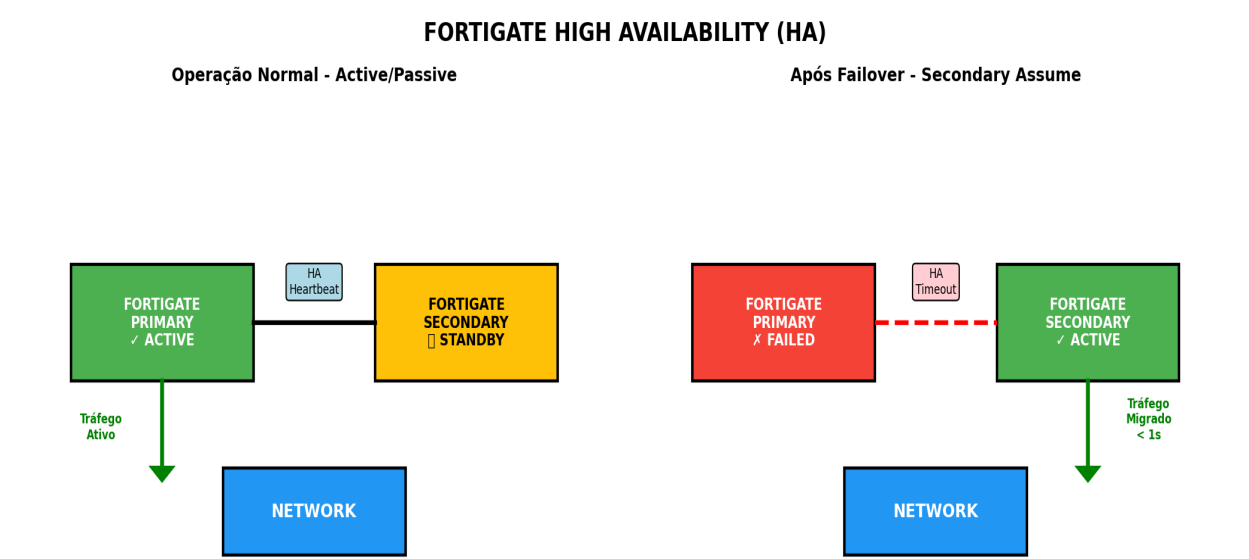 FORTIGATE HIGH AVAILABILITY (HA)
Operação Normal - Active/Passive
Após Failover - Secondary Assume
FORTIGATE
PRIMARY
✓ ACTIVE
HA
Heartbeat
FORTIGATE
SECONDARY
▯ STANDBY
Tráfego
Ativo
NETWORK
FORTIGATE
PRIMARY
✗ FAILED
HA
Timeout
FORTIGATE
SECONDARY
✓ ACTIVE
Tráfego
Migrado
< 1s
NETWORK